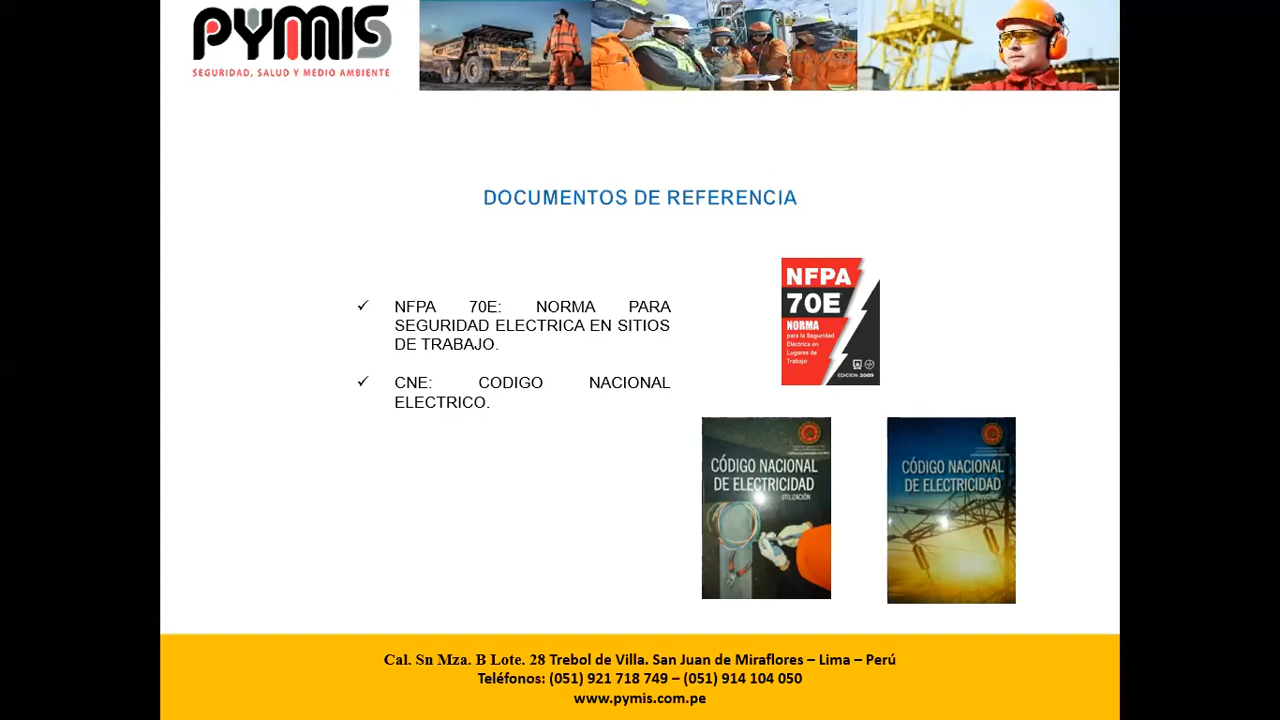 PYMIS
SEGURIDAD, SALUD Y MEDIO AMBIENTE
DOCUMENTOS DE REFERENCIA
✓ NFPA 70E: NORMA PARA
SEGURIDAD ELECTRICA EN SITIOS
DE TRABAJO.
✓ CNE: CODIGO NACIONAL
ELECTRICO.
NFPA
70E
NORMA
para la Seguridad
Eléctrica en
Lugares de
Trabajo
EDICIÓN 2009
CÓDIGO NACIONAL
DE ELECTRICIDAD
UTILIZACIÓN
CÓDIGO NACIONAL
DE ELECTRICIDAD
Cal. Sn Mza. B Lote. 28 Trebol de Villa. San Juan de Miraflores – Lima – Perú
Teléfonos: (051) 921 718 749 – (051) 914 104 050
www.pymis.com.pe